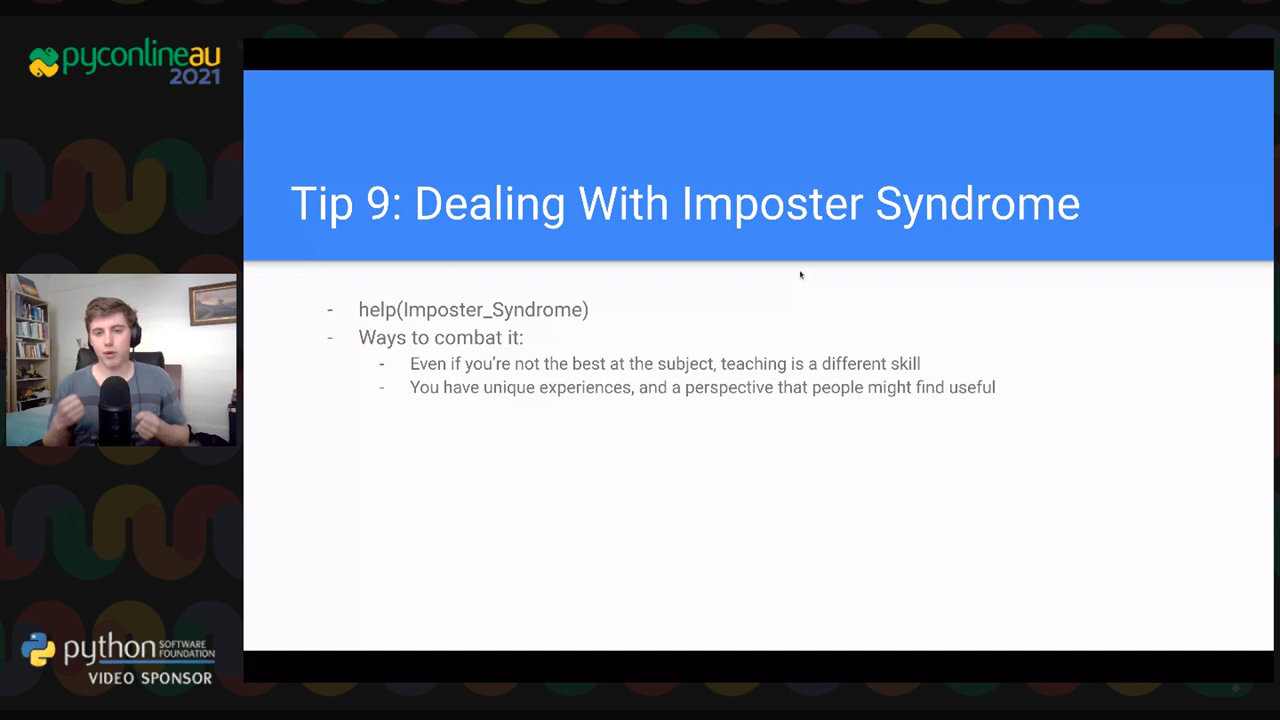 pyconlineau
2021
Tip 9: Dealing With Imposter Syndrome
- help(Imposter_Syndrome)
- Ways to combat it:
- Even if you're not the best at the subject, teaching is a different skill
- You have unique experiences, and a perspective that people might find useful
python SOFTWARE FOUNDATION
VIDEO SPONSOR